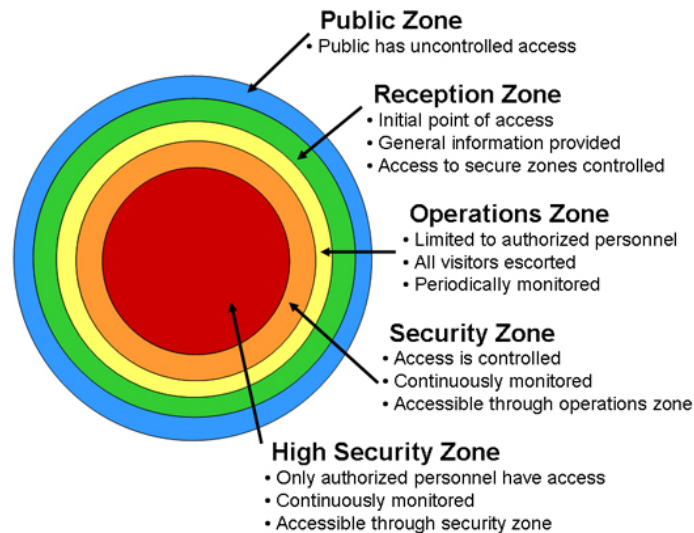 Public Zone
• Public has uncontrolled access
Reception Zone
• Initial point of access
• General information provided
• Access to secure zones controlled
Operations Zone
• Limited to authorized personnel
• All visitors escorted
• Periodically monitored
Security Zone
• Access is controlled
• Continuously monitored
• Accessible through operations zone
High Security Zone
• Only authorized personnel have access
• Continuously monitored
• Accessible through security zone